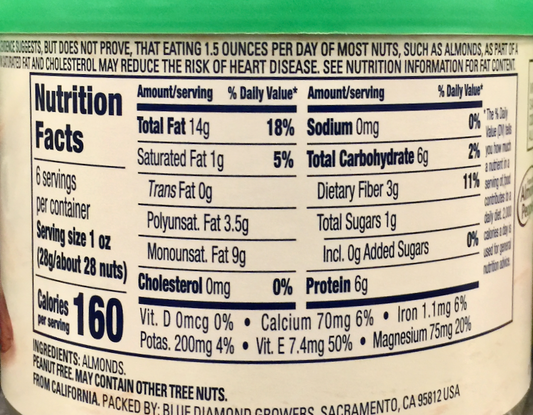 SUGGESTS, BUT DOES NOT PROVE, THAT EATING 1.5 OUNCES PER DAY OF MOST NUTS, SUCH AS ALMONDS, AS PART OF A
FAT AND CHOLESTEROL MAY REDUCE THE RISK OF HEART DISEASE. SEE NUTRITION INFORMATION FOR FAT CONTENT.
Nutrition
Facts
6 servings
per container
Serving size 1 oz
(28g/about 28 nuts)
Calories
per serving 160
Amount/serving % Daily Value*
Total Fat 14g 18%
Saturated Fat 1g 5%
Trans Fat 0g
Polyunsat. Fat 3.5g
Monounsat. Fat 9g
Cholesterol 0mg 0%
Amount/serving % Daily Value*
Sodium 0mg 0%
Total Carbohydrate 6g 2%
Dietary Fiber 3g 11%
Total Sugars 1g
Incl. 0g Added Sugars 0%
Protein 6g
*The % Daily
Value (DV) tells
you how much
a nutrient in a
serving of food
contributes to a
daily diet. 2,000
calories a day is
used for general
nutrition advice.
Vit. D 0mcg 0% • Calcium 70mg 6% • Iron 1.1mg 6%
Potas. 200mg 4% • Vit. E 7.4mg 50% • Magnesium 75mg 20%
INGREDIENTS: ALMONDS.
PEANUT FREE. MAY CONTAIN OTHER TREE NUTS.
FROM CALIFORNIA. PACKED BY: BLUE DIAMOND GROWERS, SACRAMENTO, CA 95812 USA